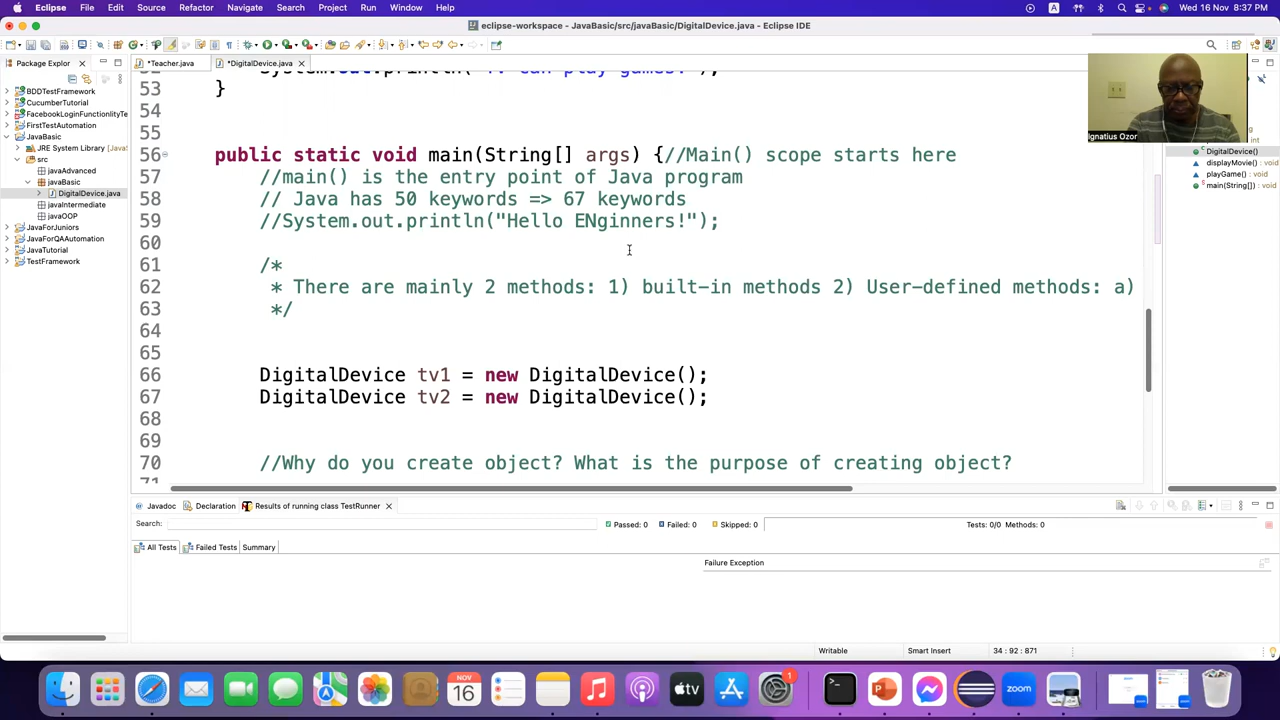 Eclipse File Edit Source Refactor Navigate Search Project Run Window Help Wed 16 Nov 8:37 PM
eclipse-workspace - JavaBasic/src/javaBasic/DigitalDevice.java - Eclipse IDE
Package Explorer
*Teacher.java *DigitalDevice.java
BDDTestFramework
CucumberTutorial
FacebookLoginFunctionlityTe
FirstTestAutomation
JavaBasic
JRE System Library [Java
src
javaAdvanced
javaBasic
DigitalDevice.java
javaIntermediate
javaOOP
JavaForJuniors
JavaForQAAutomation
JavaTutorial
TestFramework
53 }
54
55
56 public static void main(String[] args) {//Main() scope starts here
57 //main() is the entry point of Java program
58 // Java has 50 keywords => 67 keywords
59 //System.out.println("Hello ENginners!");
60
61 /*
62 * There are mainly 2 methods: 1) built-in methods 2) User-defined methods: a)
63 */
64
65
66 DigitalDevice tv1 = new DigitalDevice();
67 DigitalDevice tv2 = new DigitalDevice();
68
69
70 //Why do you create object? What is the purpose of creating object?
Ignatius Ozor
DigitalDevice()
displayMovie() : void
playGame() : void
main(String[]) :
Javadoc Declaration Results of running class TestRunner
Search: Passed: 0 Failed: 0 Skipped: 0 Tests: 0/0 Methods: 0
All Tests Failed Tests Summary
Failure Exception
Writable Smart Insert 34 : 92 : 871
NOV
16
tv
1
zoom